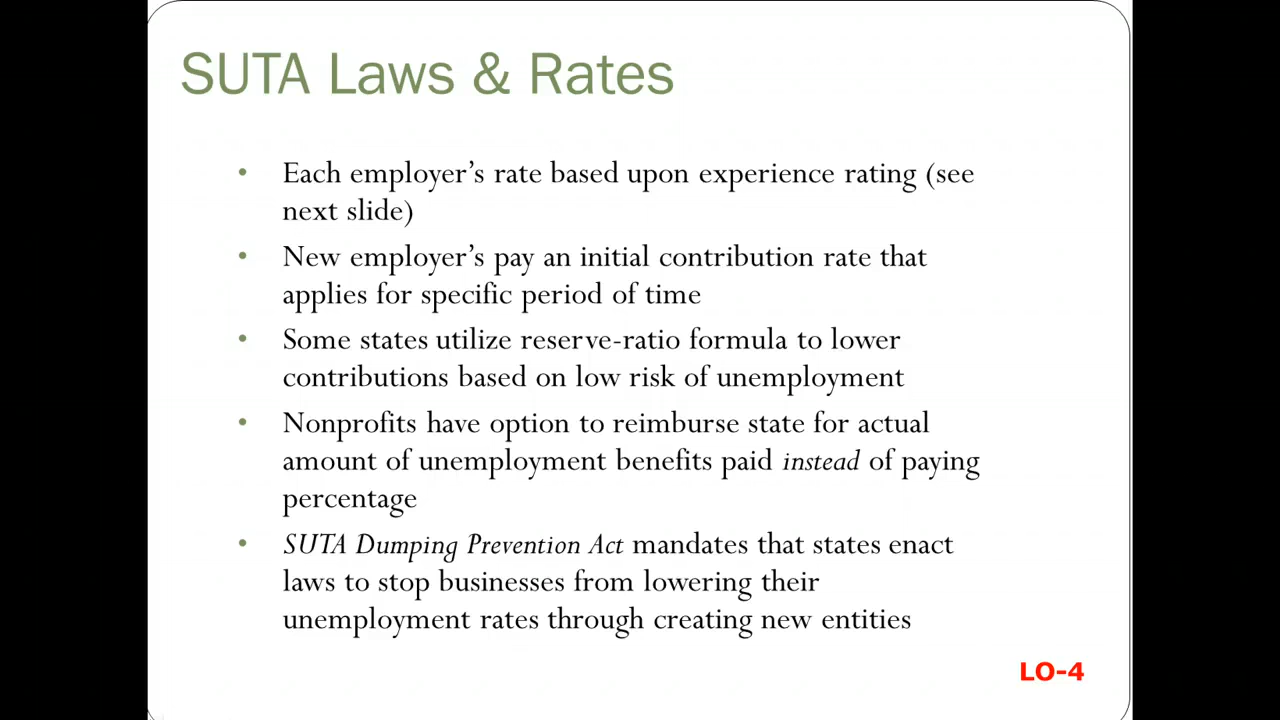 SUTA Laws & Rates
• Each employer’s rate based upon experience rating (see
next slide)
• New employer’s pay an initial contribution rate that
applies for specific period of time
• Some states utilize reserve-ratio formula to lower
contributions based on low risk of unemployment
• Nonprofits have option to reimburse state for actual
amount of unemployment benefits paid instead of paying
percentage
• SUTA Dumping Prevention Act mandates that states enact
laws to stop businesses from lowering their
unemployment rates through creating new entities
LO-4